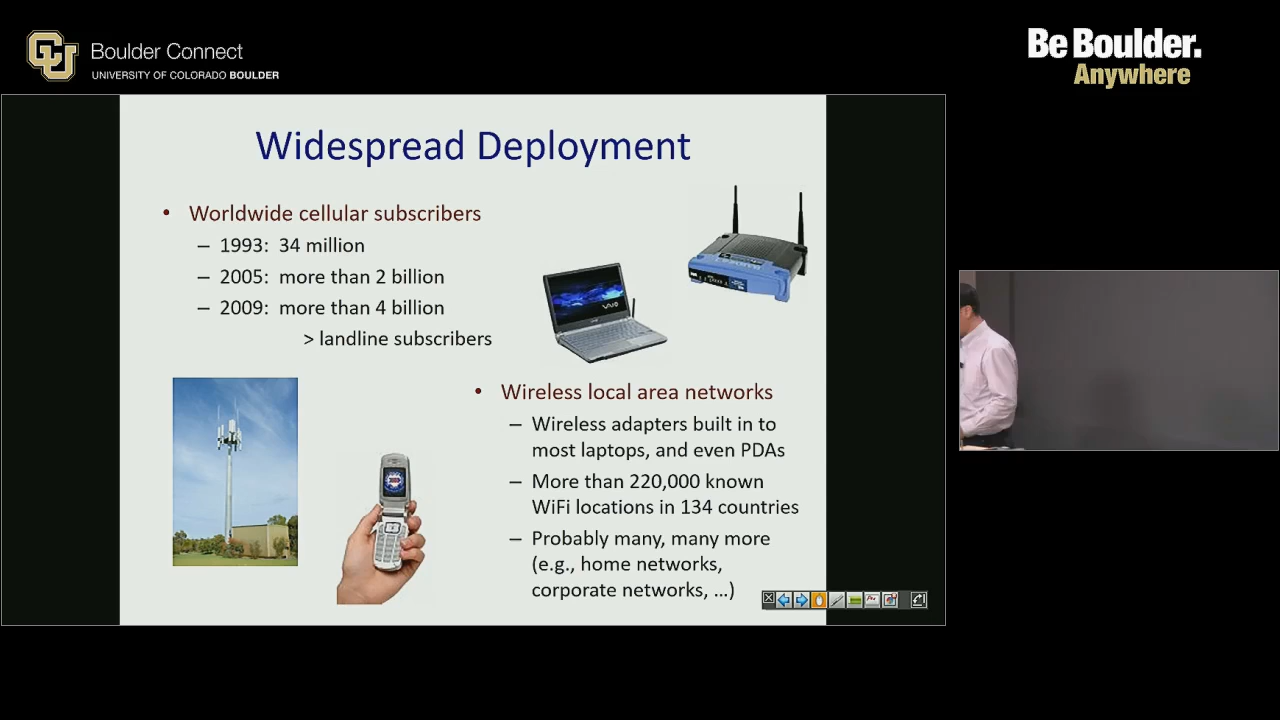 Boulder Connect
UNIVERSITY OF COLORADO BOULDER
Be Boulder.
Anywhere
Widespread Deployment
• Worldwide cellular subscribers
– 1993: 34 million
– 2005: more than 2 billion
– 2009: more than 4 billion
> landline subscribers
VAIO
• Wireless local area networks
– Wireless adapters built in to
most laptops, and even PDAs
– More than 220,000 known
WiFi locations in 134 countries
– Probably many, many more
(e.g., home networks,
corporate networks, …)